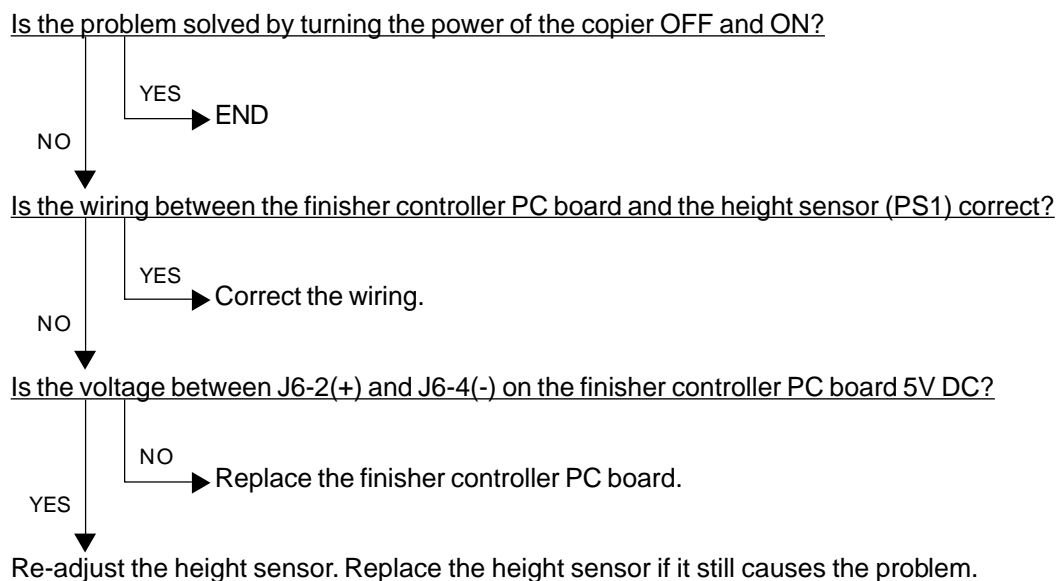 Is the problem solved by turning the power of the copier OFF and ON?
YES
END
NO
Is the wiring between the finisher controller PC board and the height sensor (PS1) correct?
YES
Correct the wiring.
NO
Is the voltage between J6-2(+) and J6-4(-) on the finisher controller PC board 5V DC?
NO
Replace the finisher controller PC board.
YES
Re-adjust the height sensor. Replace the height sensor if it still causes the problem.